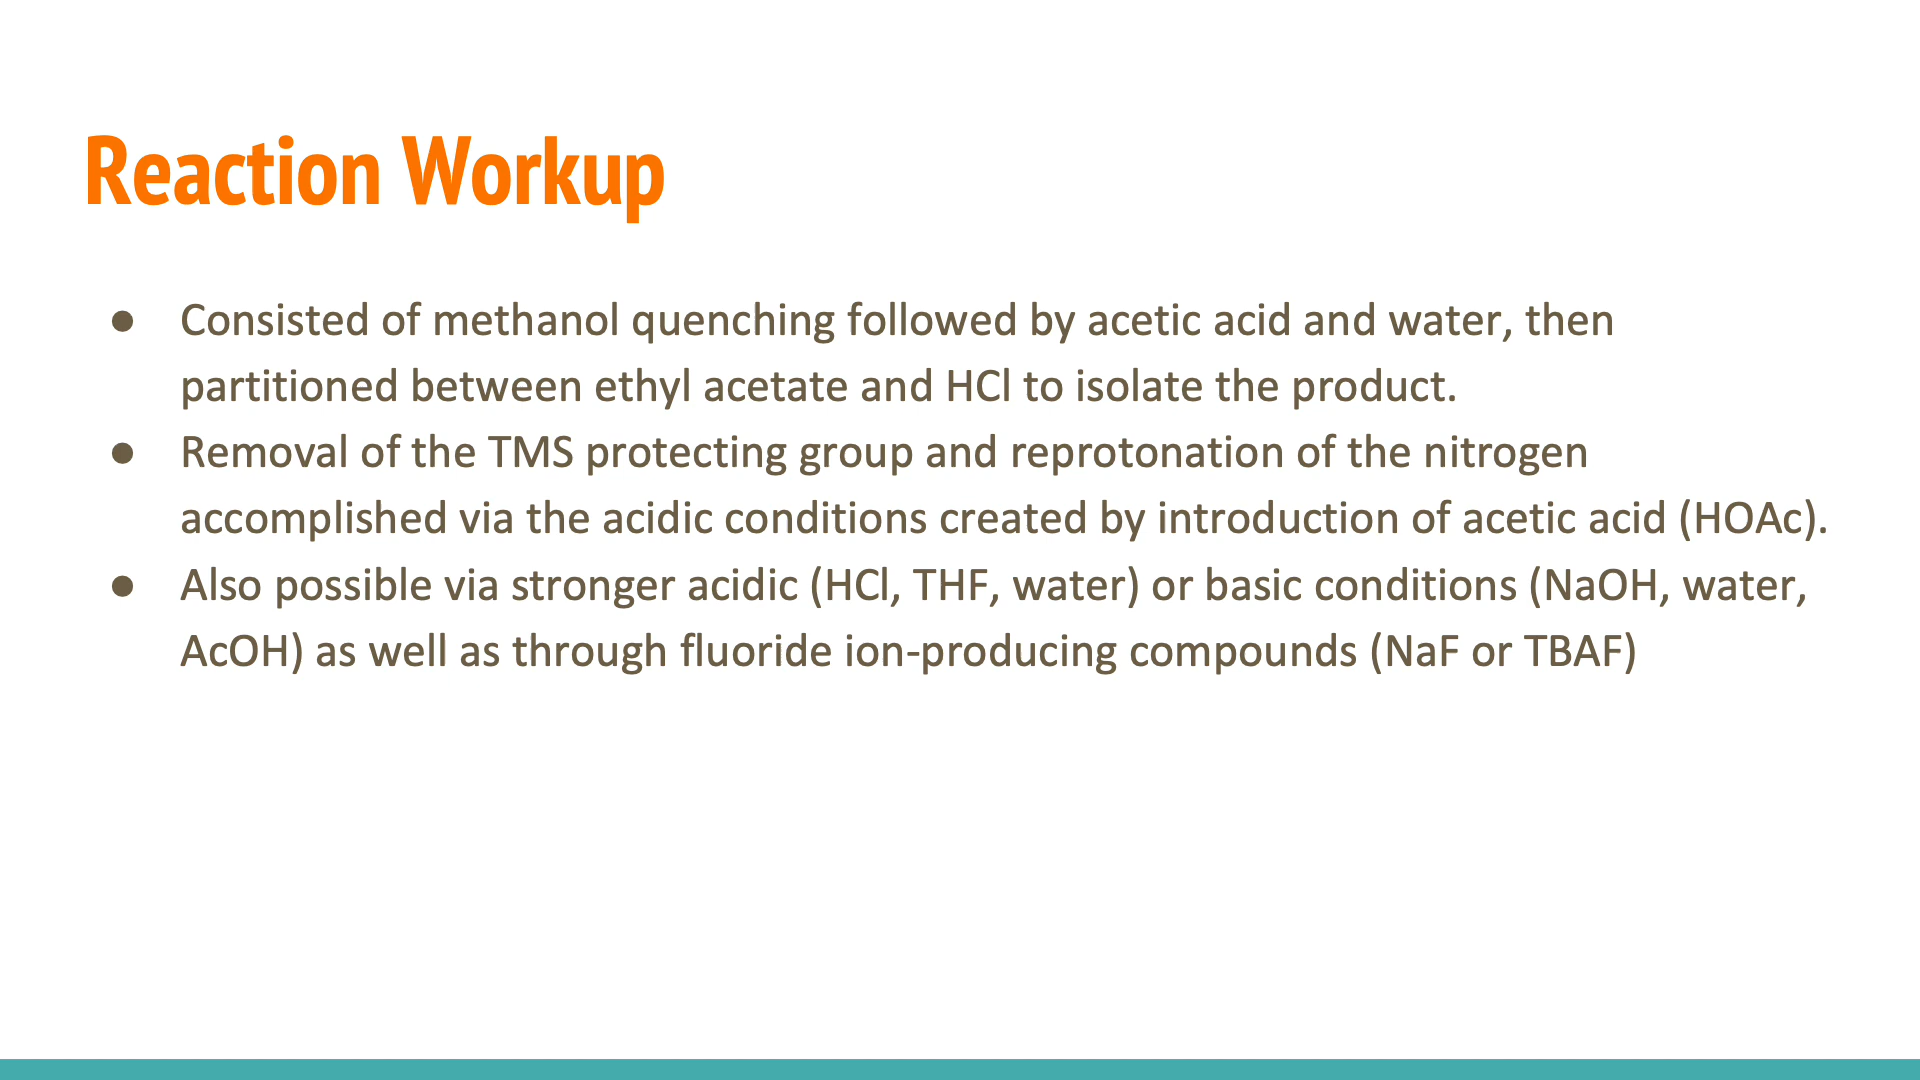 Reaction Workup
● Consisted of methanol quenching followed by acetic acid and water, then
partitioned between ethyl acetate and HCl to isolate the product.
● Removal of the TMS protecting group and reprotonation of the nitrogen
accomplished via the acidic conditions created by introduction of acetic acid (HOAc).
● Also possible via stronger acidic (HCl, THF, water) or basic conditions (NaOH, water,
AcOH) as well as through fluoride ion-producing compounds (NaF or TBAF)